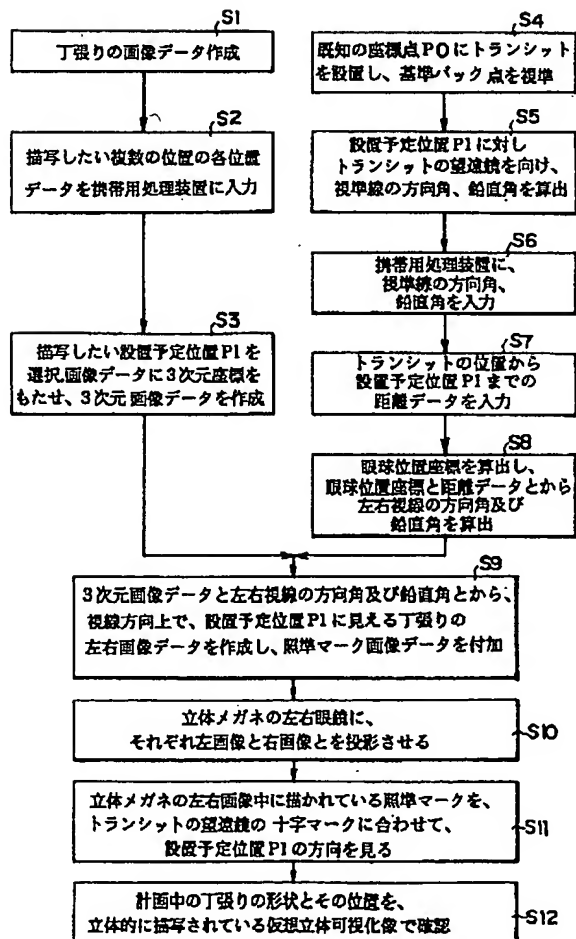 S1
丁張りの画像データ作成
S2
描写したい複数の位置の各位置
データを携帯用処理装置に入力
S3
描写したい設置予定位置P1を
選択,画像データに3次元座標を
もたせ、3次元画像データを作成
S4
既知の座標点P0にトランシット
を設置し、基準バック点を視準
S5
設置予定位置P1に対し
トランシットの望遠鏡を向け、
視準線の方向角、鉛直角を算出
S6
携帯用処理装置に、
視準線の方向角、
鉛直角を入力
S7
トランシットの位置から
設置予定位置P1までの
距離データを入力
S8
眼球位置座標を算出し、
眼球位置座標と距離データとから
左右視線の方向角及び
鉛直角を算出
S9
3次元画像データと左右視線の方向角及び鉛直角とから、
視線方向上で、設置予定位置P1に見える丁張りの
左右画像データを作成し、照準マーク画像データを付加
立体メガネの左右眼鏡に、
それぞれ左画像と右画像とを投影させる
S10
立体メガネの左右画像中に描かれている照準マークを、
トランシットの望遠鏡の十字マークに合わせて、
設置予定位置P1の方向を見る
S11
計画中の丁張りの形状とその位置を、
立体的に描写されている仮想立体可視化像で確認
S12